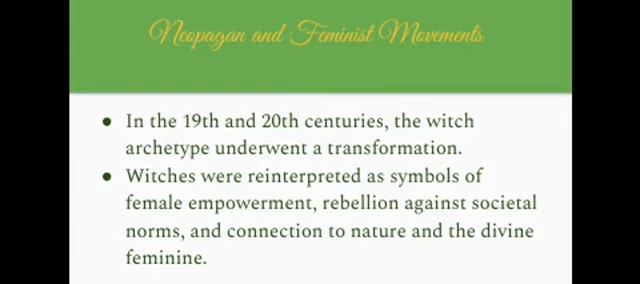 Neopagan and Feminist Movements
● In the 19th and 20th centuries, the witch
archetype underwent a transformation.
● Witches were reinterpreted as symbols of
female empowerment, rebellion against societal
norms, and connection to nature and the divine
feminine.